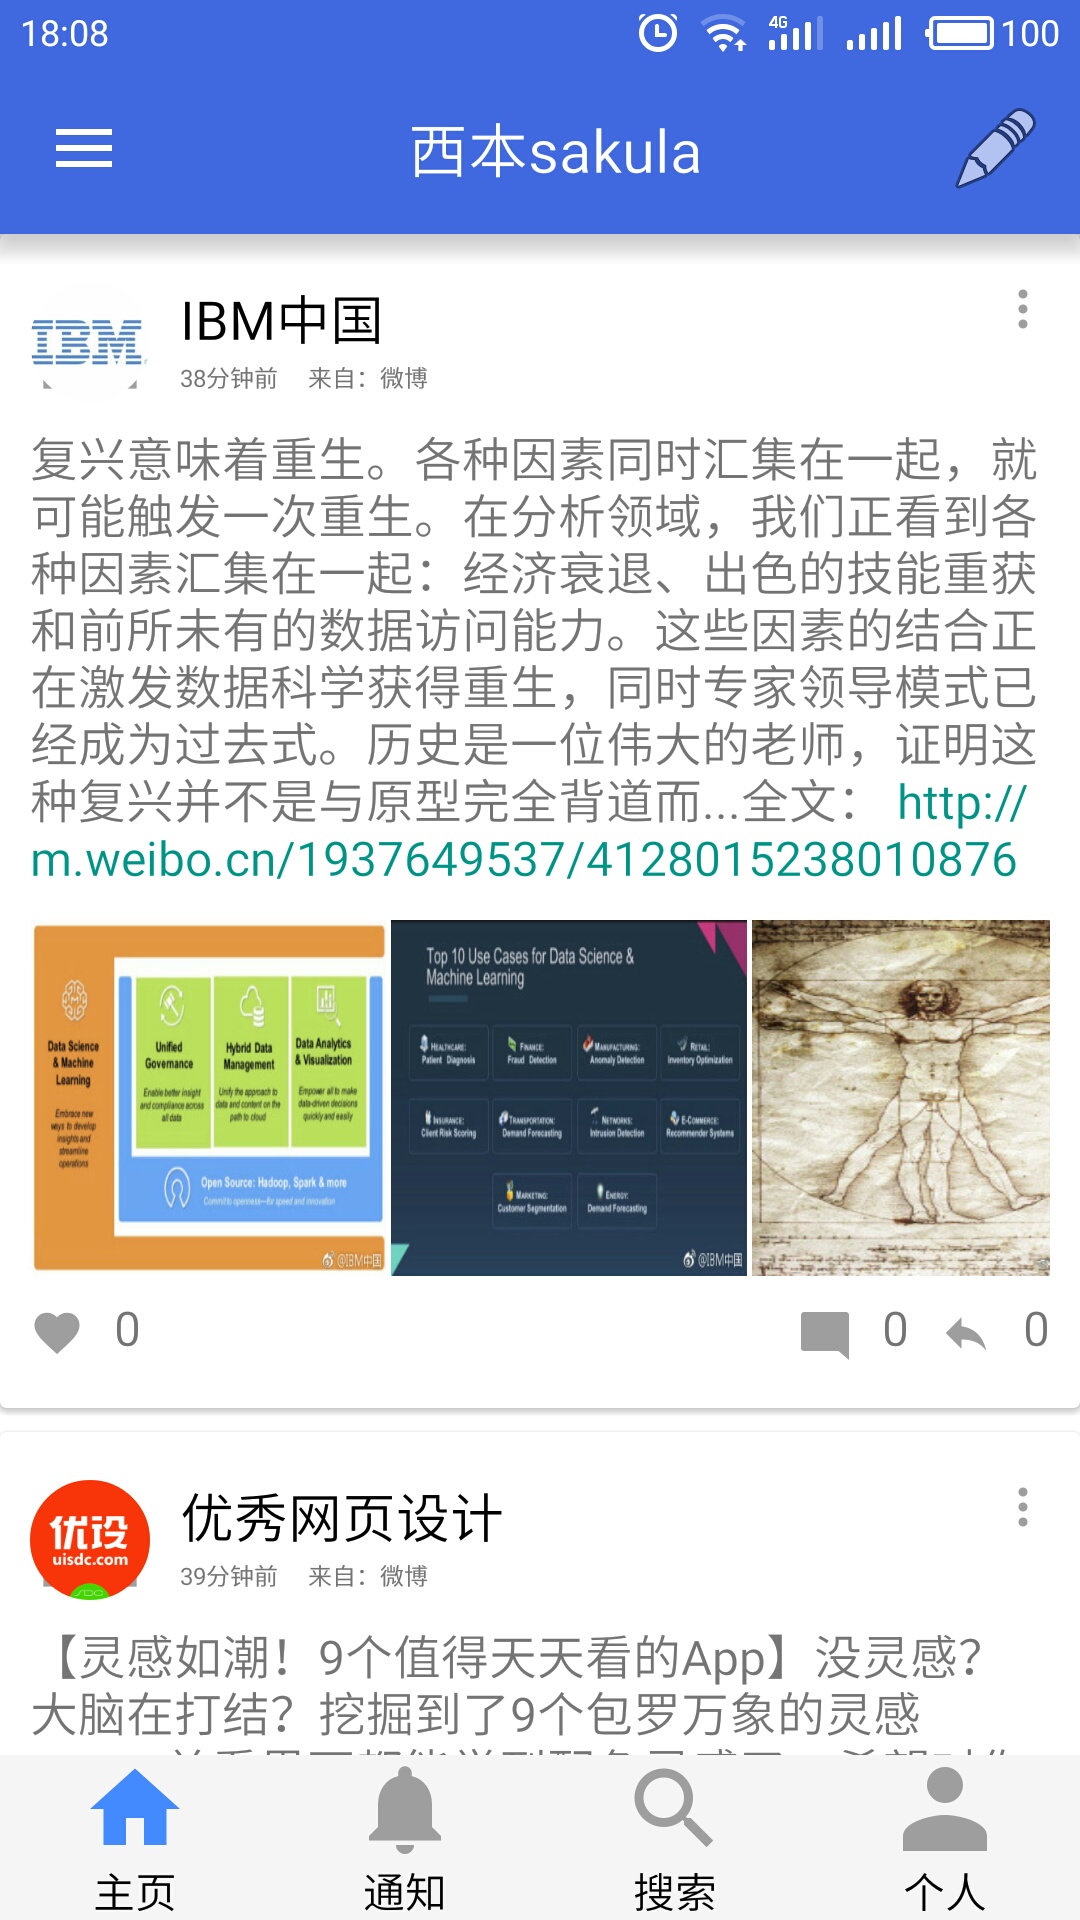 18:08
4G
100
西本sakula
IBM
IBM中国
38分钟前 来自：微博
复兴意味着重生。各种因素同时汇集在一起，就
可能触发一次重生。在分析领域，我们正看到各
种因素汇集在一起：经济衰退、出色的技能重获
和前所未有的数据访问能力。这些因素的结合正
在激发数据科学获得重生，同时专家领导模式已
经成为过去式。历史是一位伟大的老师，证明这
种复兴并不是与原型完全背道而...全文： http://
m.weibo.cn/1937649537/4128015238010876
Data Science
& Machine
Learning
Embrace new
ways to develop
insights and
streamline
operations
Unified
Governance
Enable better insight
and compliance across
all data
Hybrid Data
Management
Unify the approach to
data and content on the
path to cloud
Data Analytics
& Visualization
Empower all to make
data-driven decisions
quickly and easily
Open Source: Hadoop, Spark & more
Commit to openness—for speed and innovation
@IBM中国
Top 10 Use Cases for Data Science &
Machine Learning
Healthcare:
Patient Diagnosis
Finance:
Fraud Detection
Manufacturing:
Anomaly Detection
Retail:
Inventory Optimization
Insurance:
Client Risk Scoring
Transportation:
Demand Forecasting
Networks:
Intrusion Detection
E-Commerce:
Recommender Systems
Marketing:
Customer Segmentation
Energy:
Demand Forecasting
@IBM中国
0
0
0
优设
uisdc.com
SDC
优秀网页设计
39分钟前 来自：微博
【灵感如潮！9个值得天天看的App】没灵感？
大脑在打结？挖掘到了9个包罗万象的灵感
主页
通知
搜索
个人